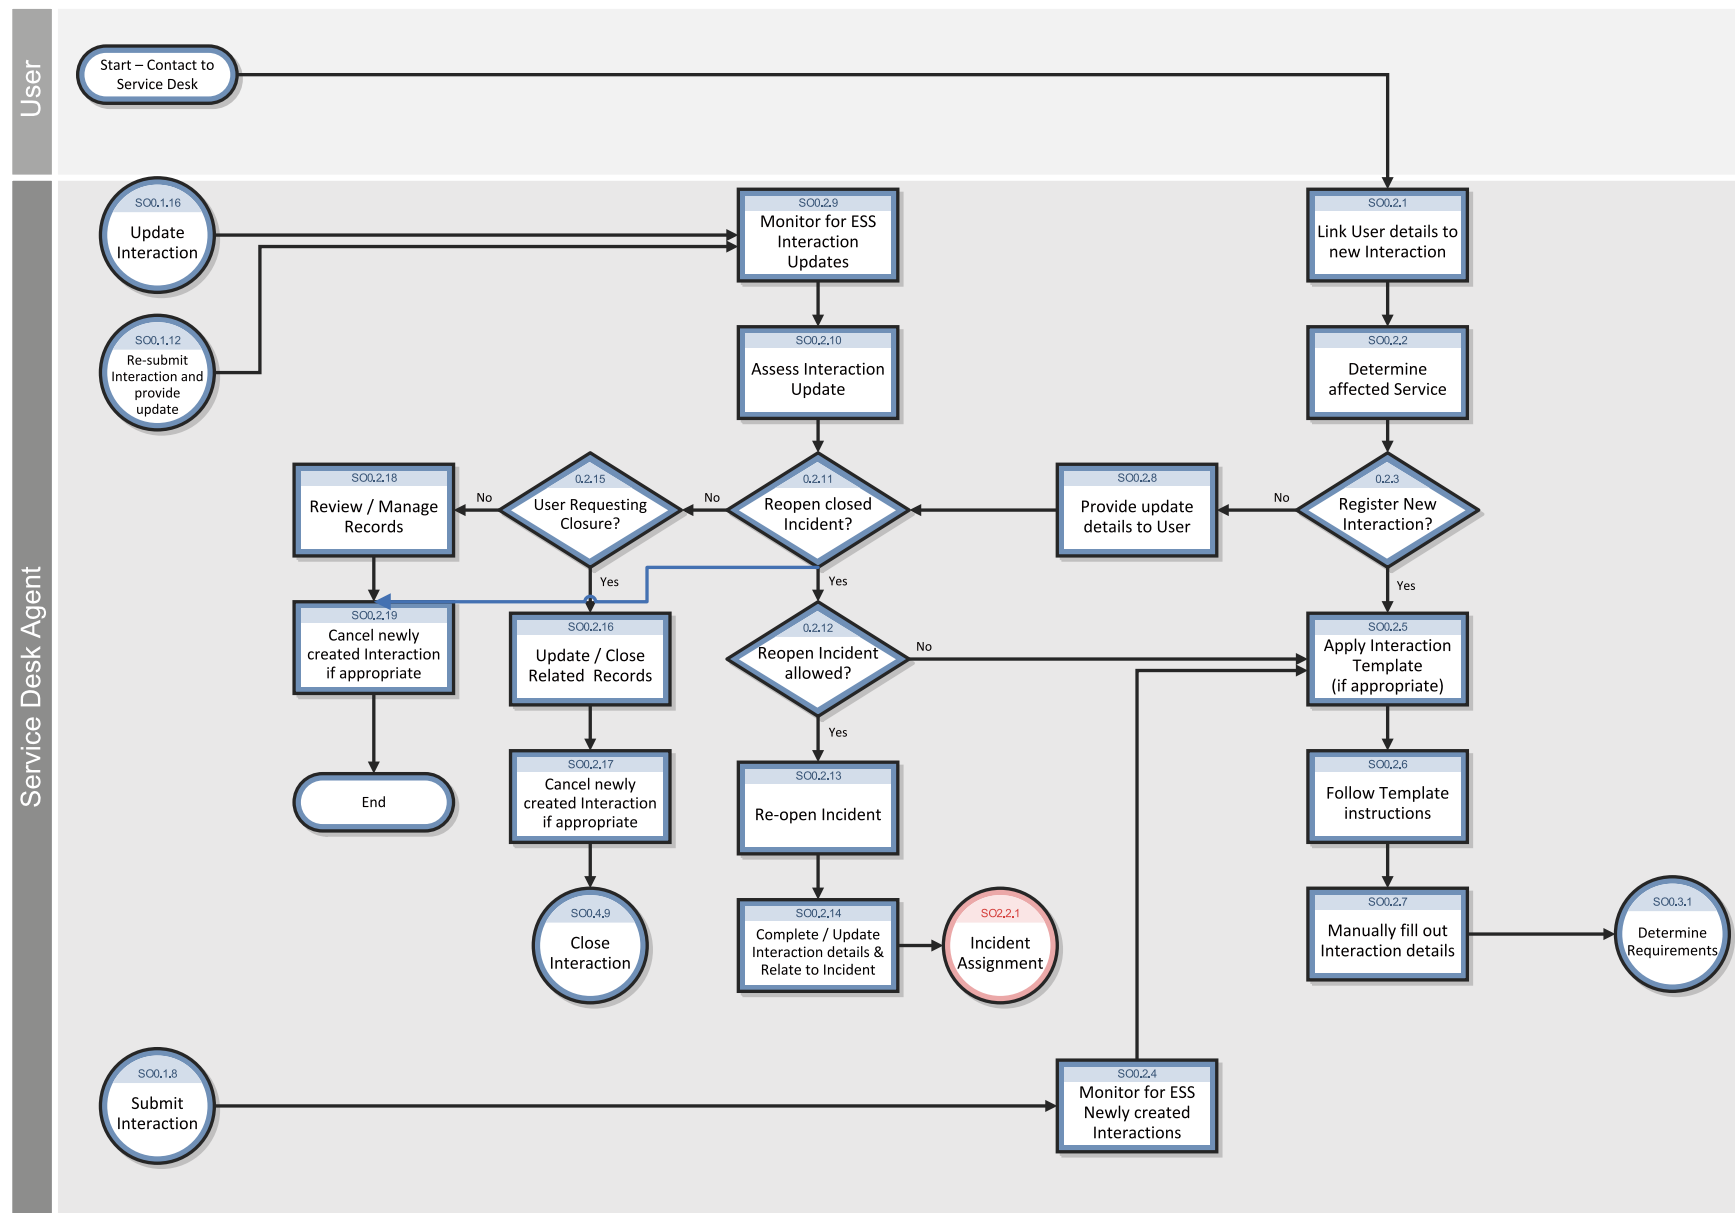 User
Start – Contact to
Service Desk
Service Desk Agent
SO0.1.16
Update
Interaction
SO0.2.9
Monitor for ESS
Interaction
Updates
SO0.2.1
Link User details to
new Interaction
SO0.1.12
Re-submit
Interaction and
provide
update
SO0.2.10
Assess Interaction
Update
SO0.2.2
Determine
affected Service
SO0.2.18
Review / Manage
Records
No
0.2.15
User Requesting
Closure?
No
0.2.11
Reopen closed
Incident?
SO0.2.8
Provide update
details to User
No
0.2.3
Register New
Interaction?
Yes
Yes
Yes
SO0.2.19
Cancel newly
created Interaction
if appropriate
SO0.2.16
Update / Close
Related Records
0.2.12
Reopen Incident
allowed?
No
SO0.2.5
Apply Interaction
Template
(if appropriate)
Yes
End
SO0.2.17
Cancel newly
created Interaction
if appropriate
SO0.2.13
Re-open Incident
SO0.2.6
Follow Template
instructions
SO0.4.9
Close
Interaction
SO0.2.14
Complete / Update
Interaction details &
Relate to Incident
SO2.2.1
Incident
Assignment
SO0.2.7
Manually fill out
Interaction details
SO0.3.1
Determine
Requirements
SO0.1.8
Submit
Interaction
SO0.2.4
Monitor for ESS
Newly created
Interactions